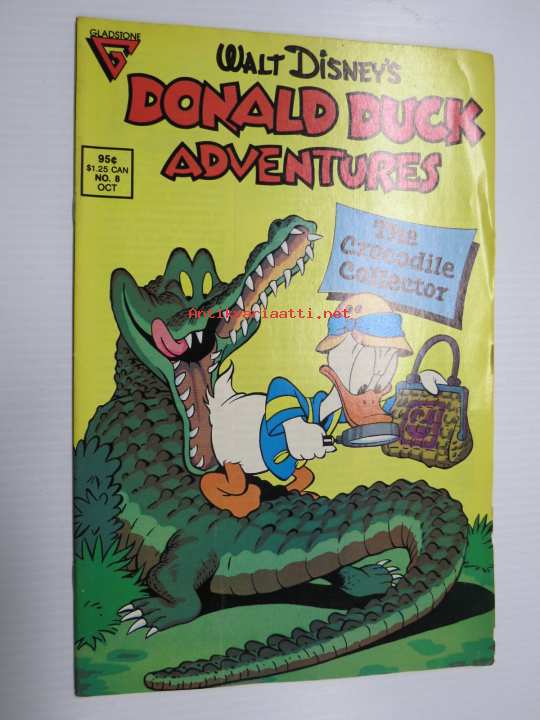 GLADSTONE
G
WALT DISNEY'S
DONALD DUCK
ADVENTURES
95¢
$1.25 CAN
NO. 8
OCT
The
Crocodile
Collector
Antikvariaatti.net